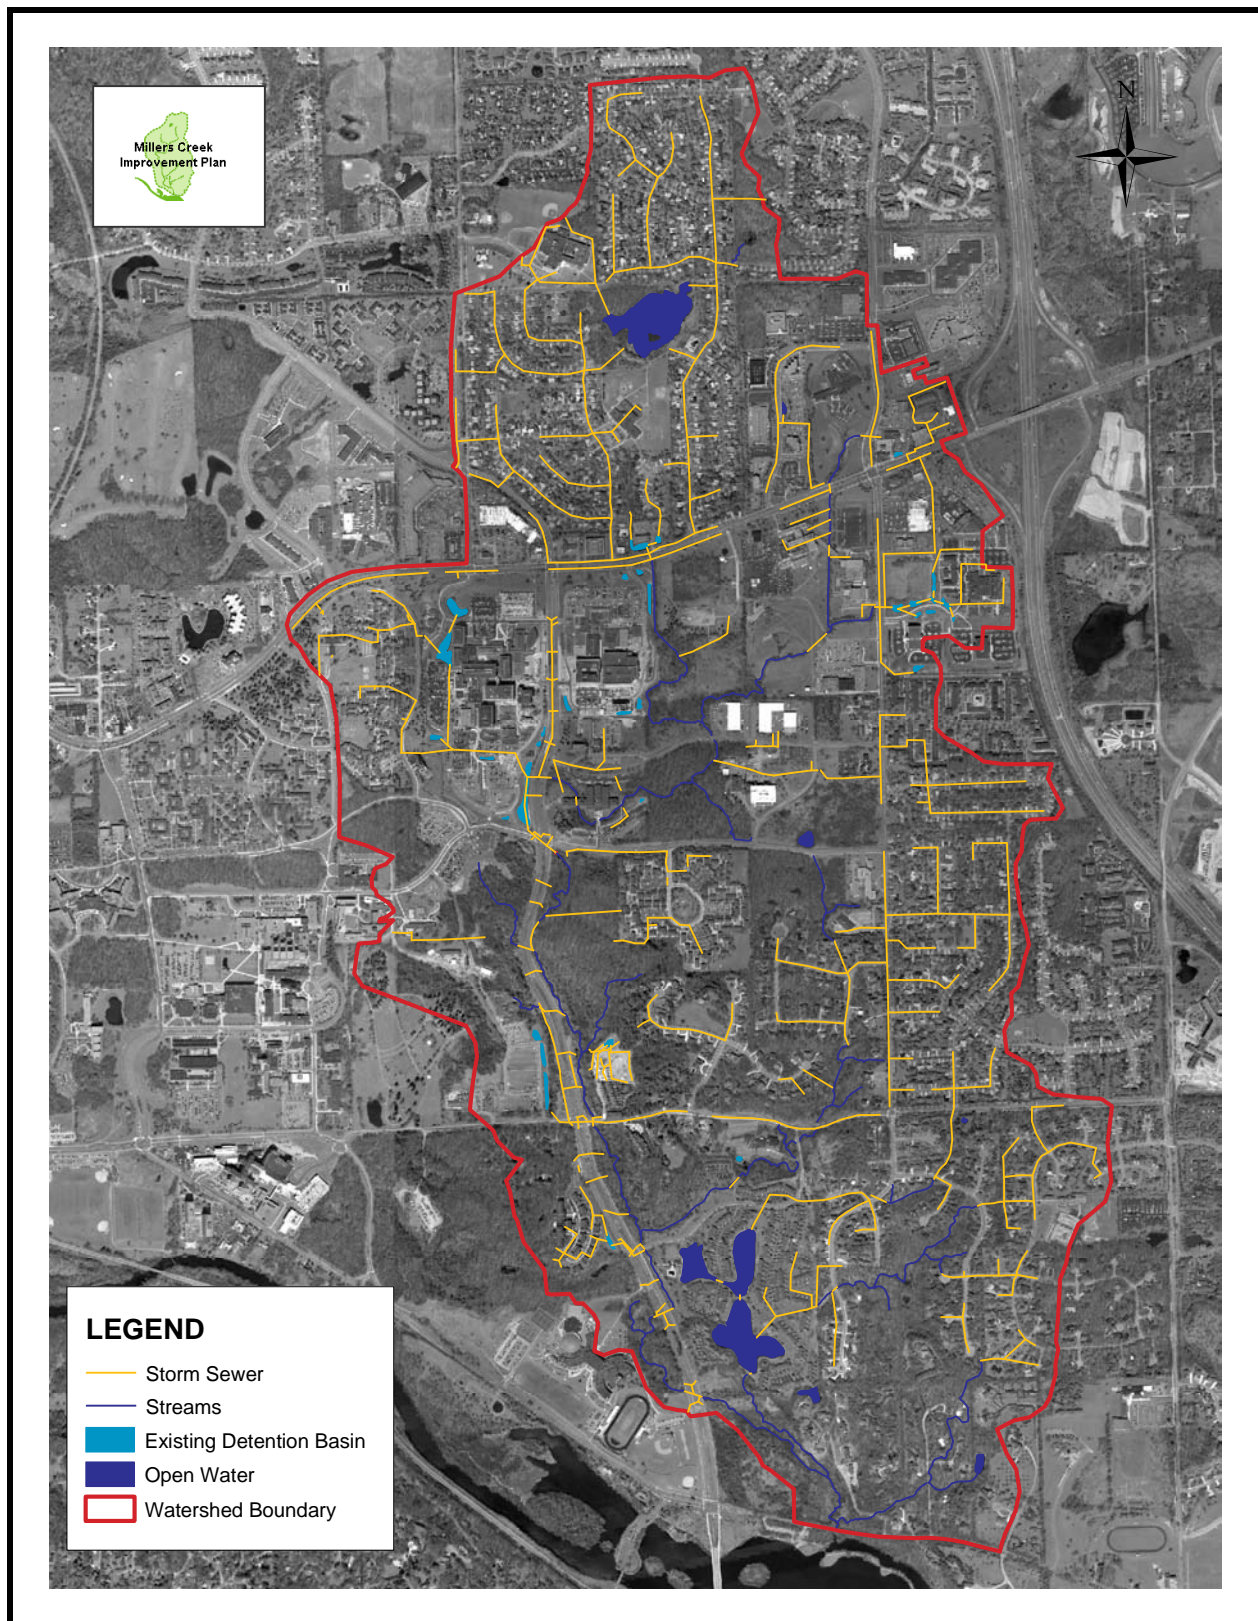 Millers Creek
Improvement Plan
N
LEGEND
Storm Sewer
Streams
Existing Detention Basin
Open Water
Watershed Boundary